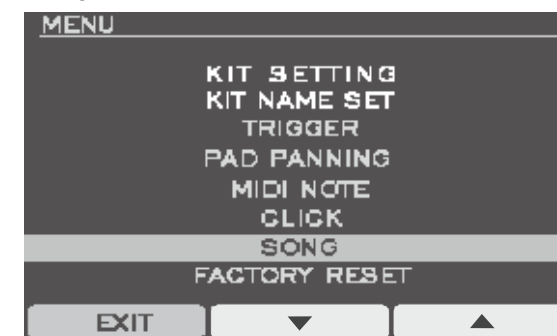 MENU
KIT SETTING
KIT NAME SET
TRIGGER
PAD PANNING
MIDI NOTE
CLICK
SONG
FACTORY RESET
EXIT ▼ ▲